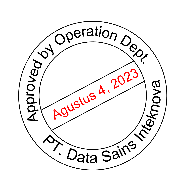 Approved by Operation Dept
Agustus 4, 2023
PT. Data Sains Inteknova